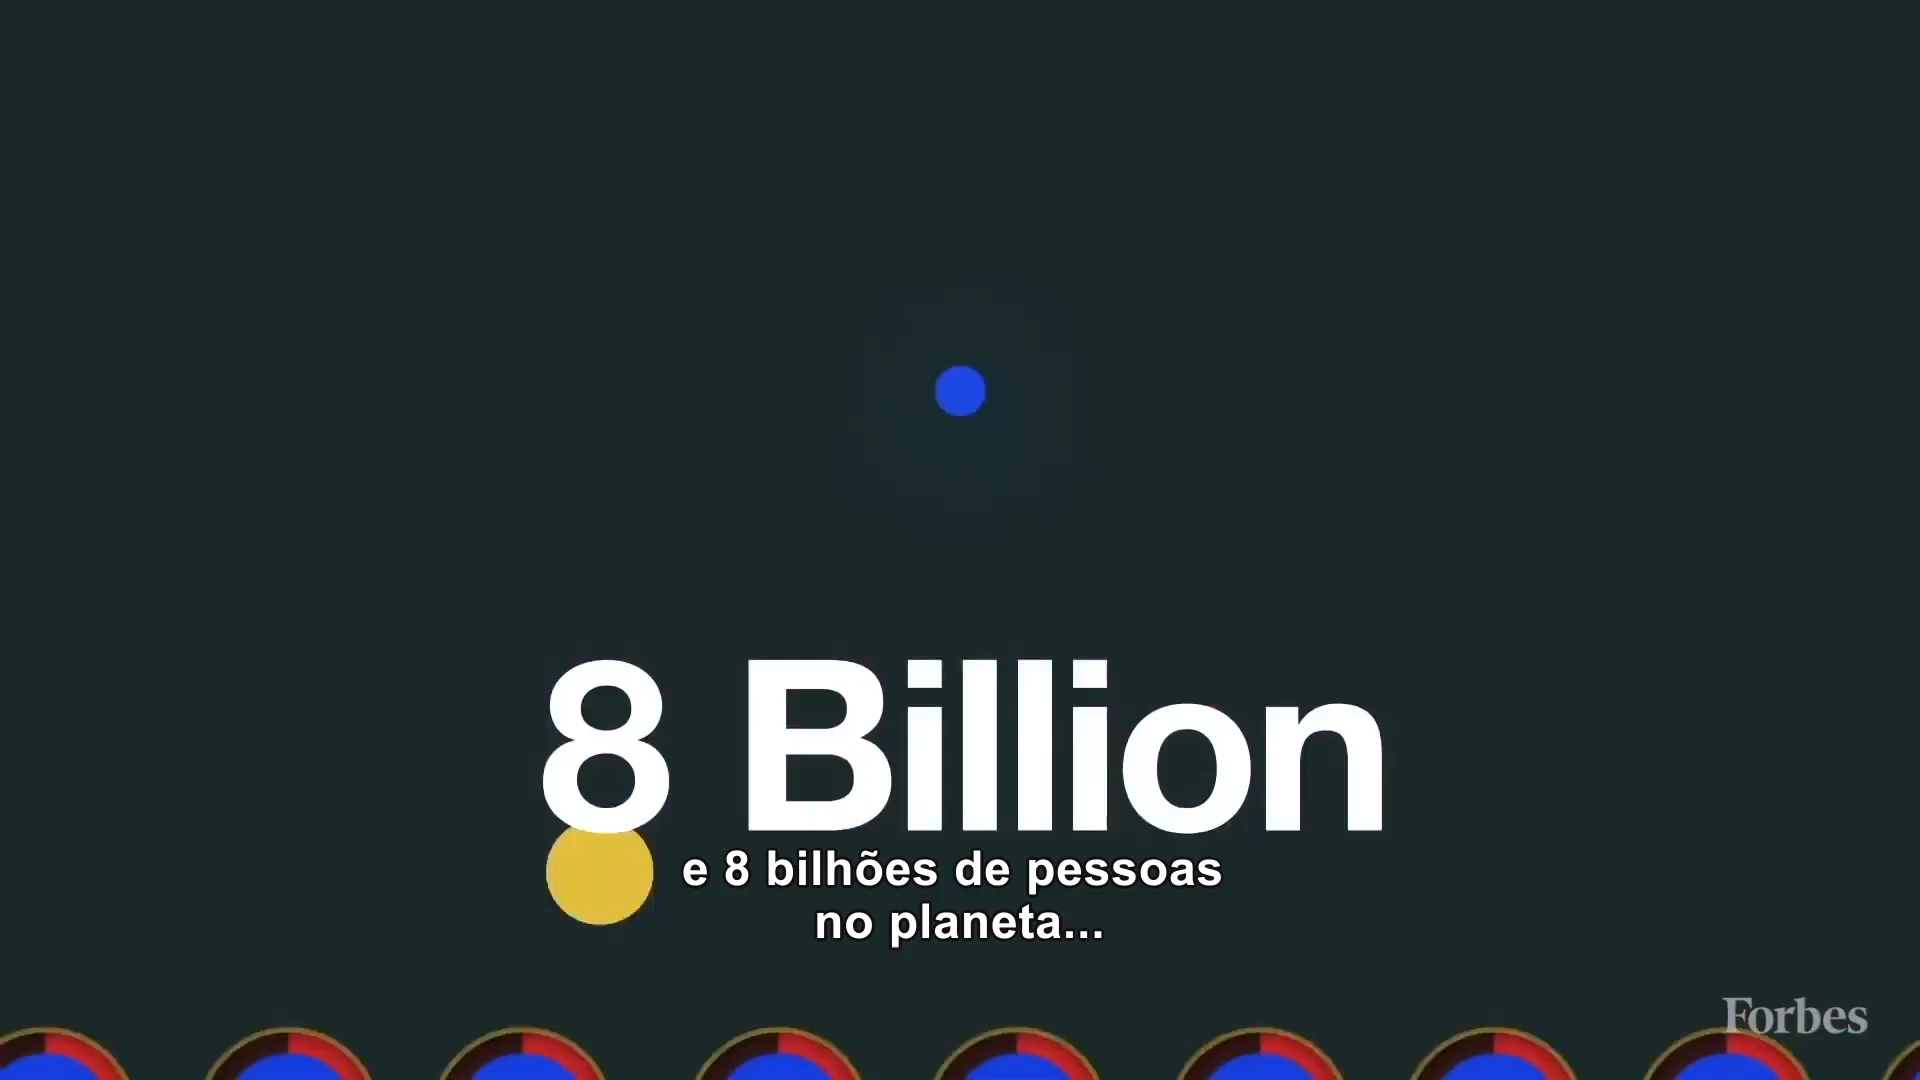 8 Billion
e 8 bilhões de pessoas
no planeta...
Forbes